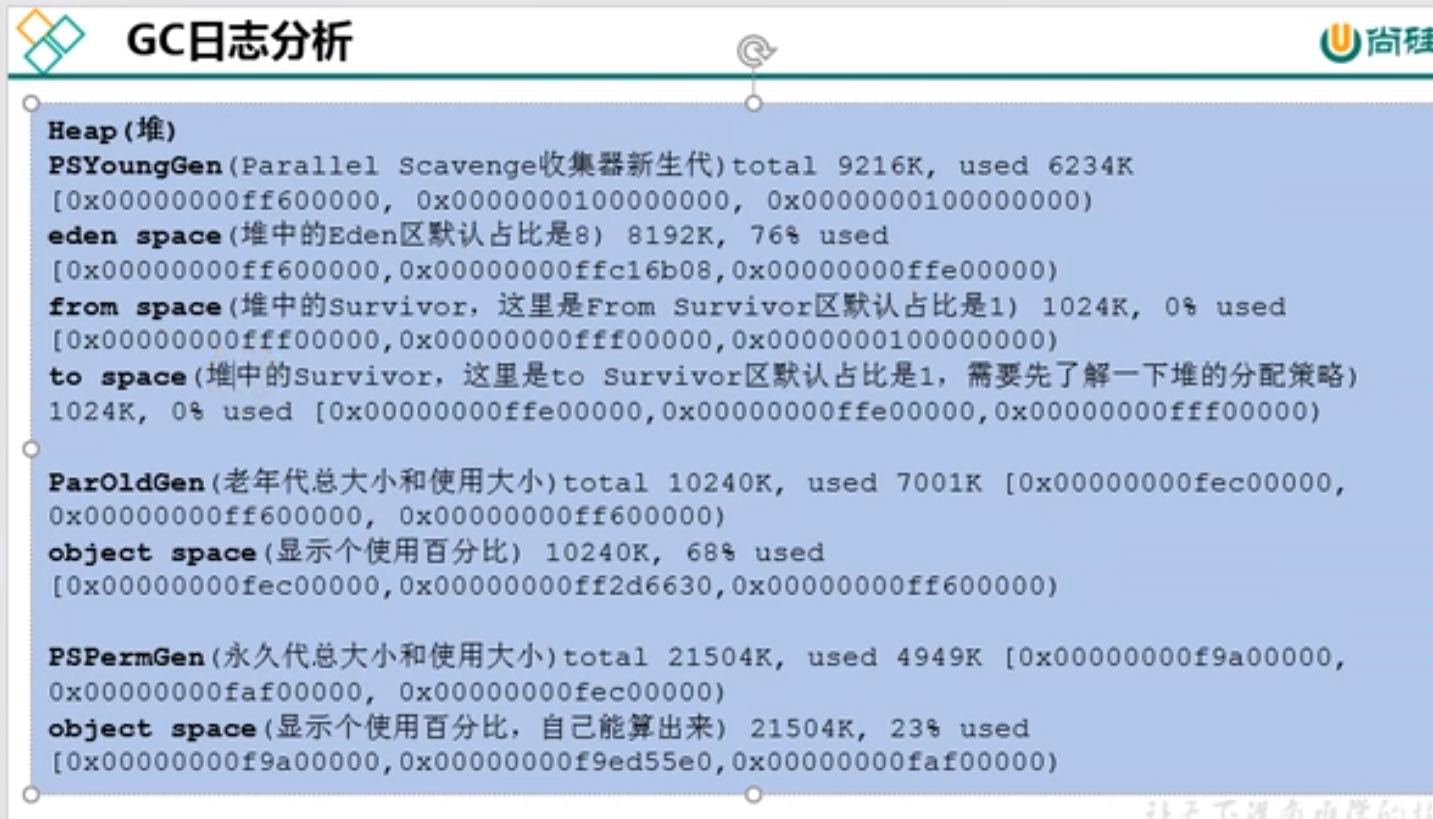 GC日志分析
尚硅
Heap(堆)
PSYoungGen(Parallel Scavenge收集器新生代)total 9216K, used 6234K
[0x00000000ff600000, 0x0000000100000000, 0x0000000100000000)
eden space(堆中的Eden区默认占比是8) 8192K, 76% used
[0x00000000ff600000,0x00000000ffc16b08,0x00000000ffe00000)
from space(堆中的Survivor，这里是From Survivor区默认占比是1) 1024K, 0% used
[0x00000000fff00000,0x00000000fff00000,0x0000000100000000)
to space(堆中的Survivor，这里是to Survivor区默认占比是1，需要先了解一下堆的分配策略)
1024K, 0% used [0x00000000ffe00000,0x00000000ffe00000,0x00000000fff00000)
ParOldGen(老年代总大小和使用大小)total 10240K, used 7001K [0x00000000fec00000,
0x00000000ff600000, 0x00000000ff600000)
object space(显示个使用百分比) 10240K, 68% used
[0x00000000fec00000,0x00000000ff2d6630,0x00000000ff600000)
PSPermGen(永久代总大小和使用大小)total 21504K, used 4949K [0x00000000f9a00000,
0x00000000faf00000, 0x00000000fec00000)
object space(显示个使用百分比，自己能算出来) 21504K, 23% used
[0x00000000f9a00000,0x00000000f9ed55e0,0x00000000faf00000)